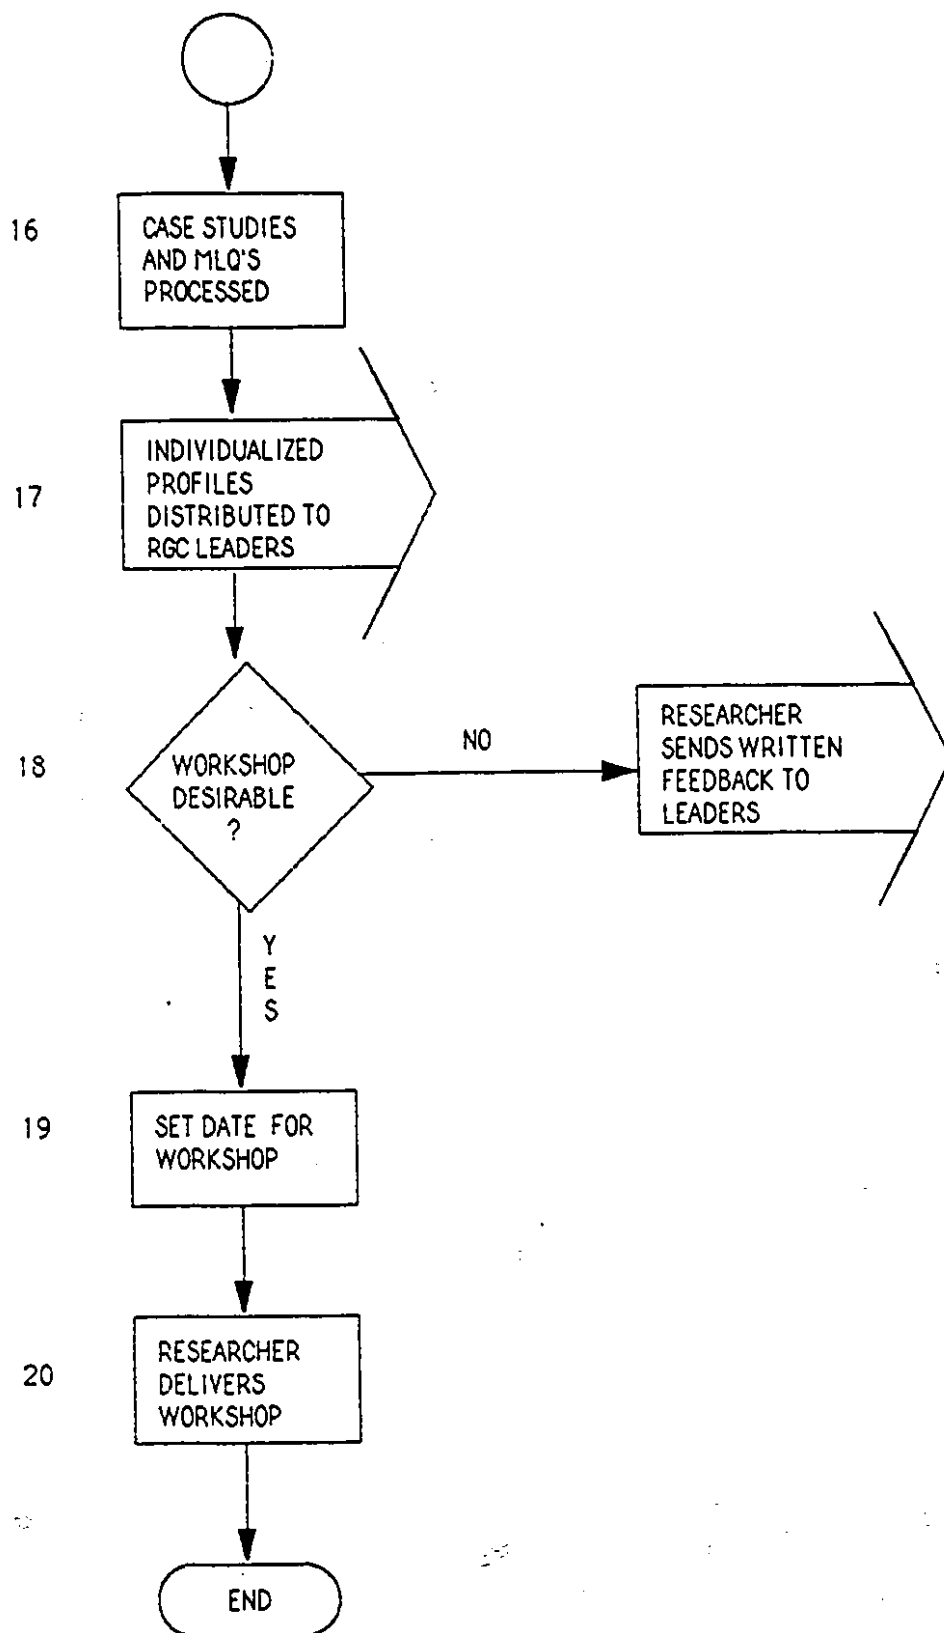 16
CASE STUDIES
AND MLQ'S
PROCESSED
17
INDIVIDUALIZED
PROFILES
DISTRIBUTED TO
RGC LEADERS
18
WORKSHOP
DESIRABLE
?
NO
RESEARCHER
SENDS WRITTEN
FEEDBACK TO
LEADERS
Y
E
S
19
SET DATE FOR
WORKSHOP
20
RESEARCHER
DELIVERS
WORKSHOP
END